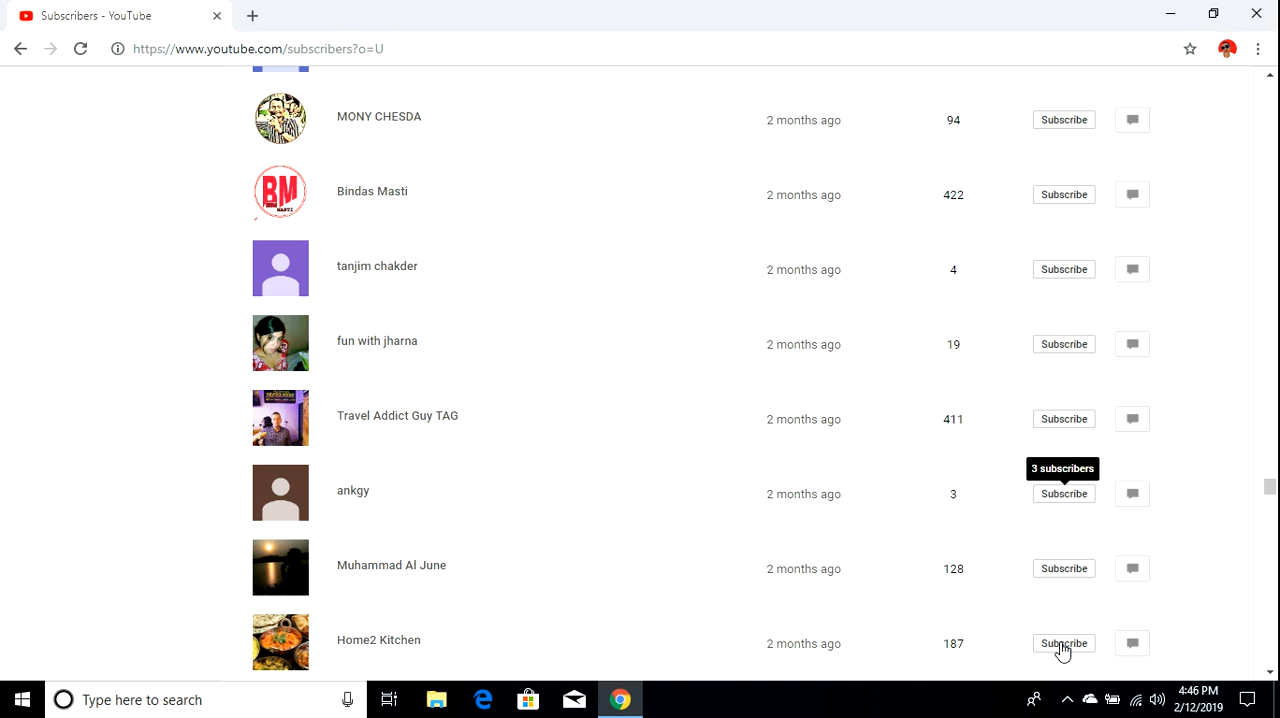 Subscribers - YouTube
https://www.youtube.com/subscribers?o=U
MONY CHESDA 2 months ago 94 Subscribe
BM MASTI
Bindas Masti 2 months ago 422 Subscribe
tanjim chakder 2 months ago 4 Subscribe
fun with jharna 2 months ago 19 Subscribe
Travel Addict Guy TAG 2 months ago 411 Subscribe
3 subscribers
ankgy 2 months ago 3 Subscribe
Muhammad Al June 2 months ago 128 Subscribe
Home2 Kitchen 2 months ago 187 Subscribe
Type here to search
4:46 PM
2/12/2019